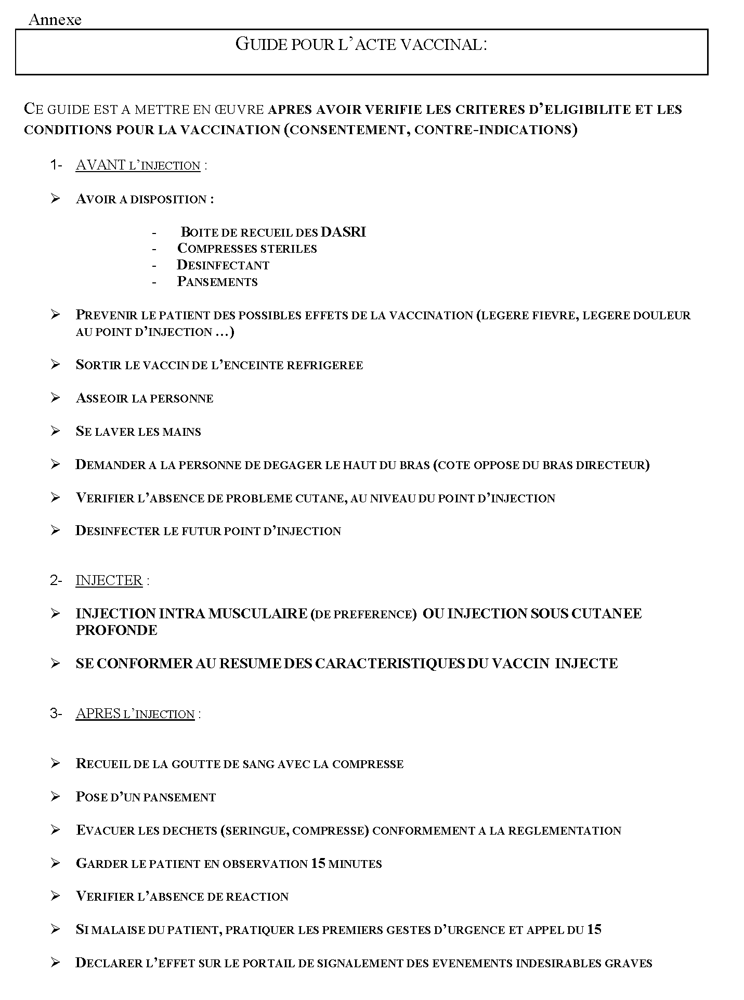 Annexe
GUIDE POUR L'ACTE VACCINAL:
CE GUIDE EST A METTRE EN ŒUVRE APRES AVOIR VERIFIE LES CRITERES D'ELIGIBILITE ET LES
CONDITIONS POUR LA VACCINATION (CONSENTEMENT, CONTRE-INDICATIONS)
1- AVANT L'INJECTION :
➢ AVOIR A DISPOSITION :
- BOITE DE RECUEIL DES DASRI
- COMPRESSES STERILES
- DESINFECTANT
- PANSEMENTS
➢ PREVENIR LE PATIENT DES POSSIBLES EFFETS DE LA VACCINATION (LEGERE FIEVRE, LEGERE DOULEUR
AU POINT D'INJECTION …)
➢ SORTIR LE VACCIN DE L'ENCEINTE REFRIGEREE
➢ ASSEOIR LA PERSONNE
➢ SE LAVER LES MAINS
➢ DEMANDER A LA PERSONNE DE DEGAGER LE HAUT DU BRAS (COTE OPPOSE DU BRAS DIRECTEUR)
➢ VERIFIER L'ABSENCE DE PROBLEME CUTANE, AU NIVEAU DU POINT D'INJECTION
➢ DESINFECTER LE FUTUR POINT D'INJECTION
2- INJECTER :
➢ INJECTION INTRA MUSCULAIRE (DE PREFERENCE) OU INJECTION SOUS CUTANEE
PROFONDE
➢ SE CONFORMER AU RESUME DES CARACTERISTIQUES DU VACCIN INJECTE
3- APRES L'INJECTION :
➢ RECUEIL DE LA GOUTTE DE SANG AVEC LA COMPRESSE
➢ POSE D'UN PANSEMENT
➢ EVACUER LES DECHETS (SERINGUE, COMPRESSE) CONFORMEMENT A LA REGLEMENTATION
➢ GARDER LE PATIENT EN OBSERVATION 15 MINUTES
➢ VERIFIER L'ABSENCE DE REACTION
➢ SI MALAISE DU PATIENT, PRATIQUER LES PREMIERS GESTES D'URGENCE ET APPEL DU 15
➢ DECLARER L'EFFET SUR LE PORTAIL DE SIGNALEMENT DES EVENEMENTS INDESIRABLES GRAVES